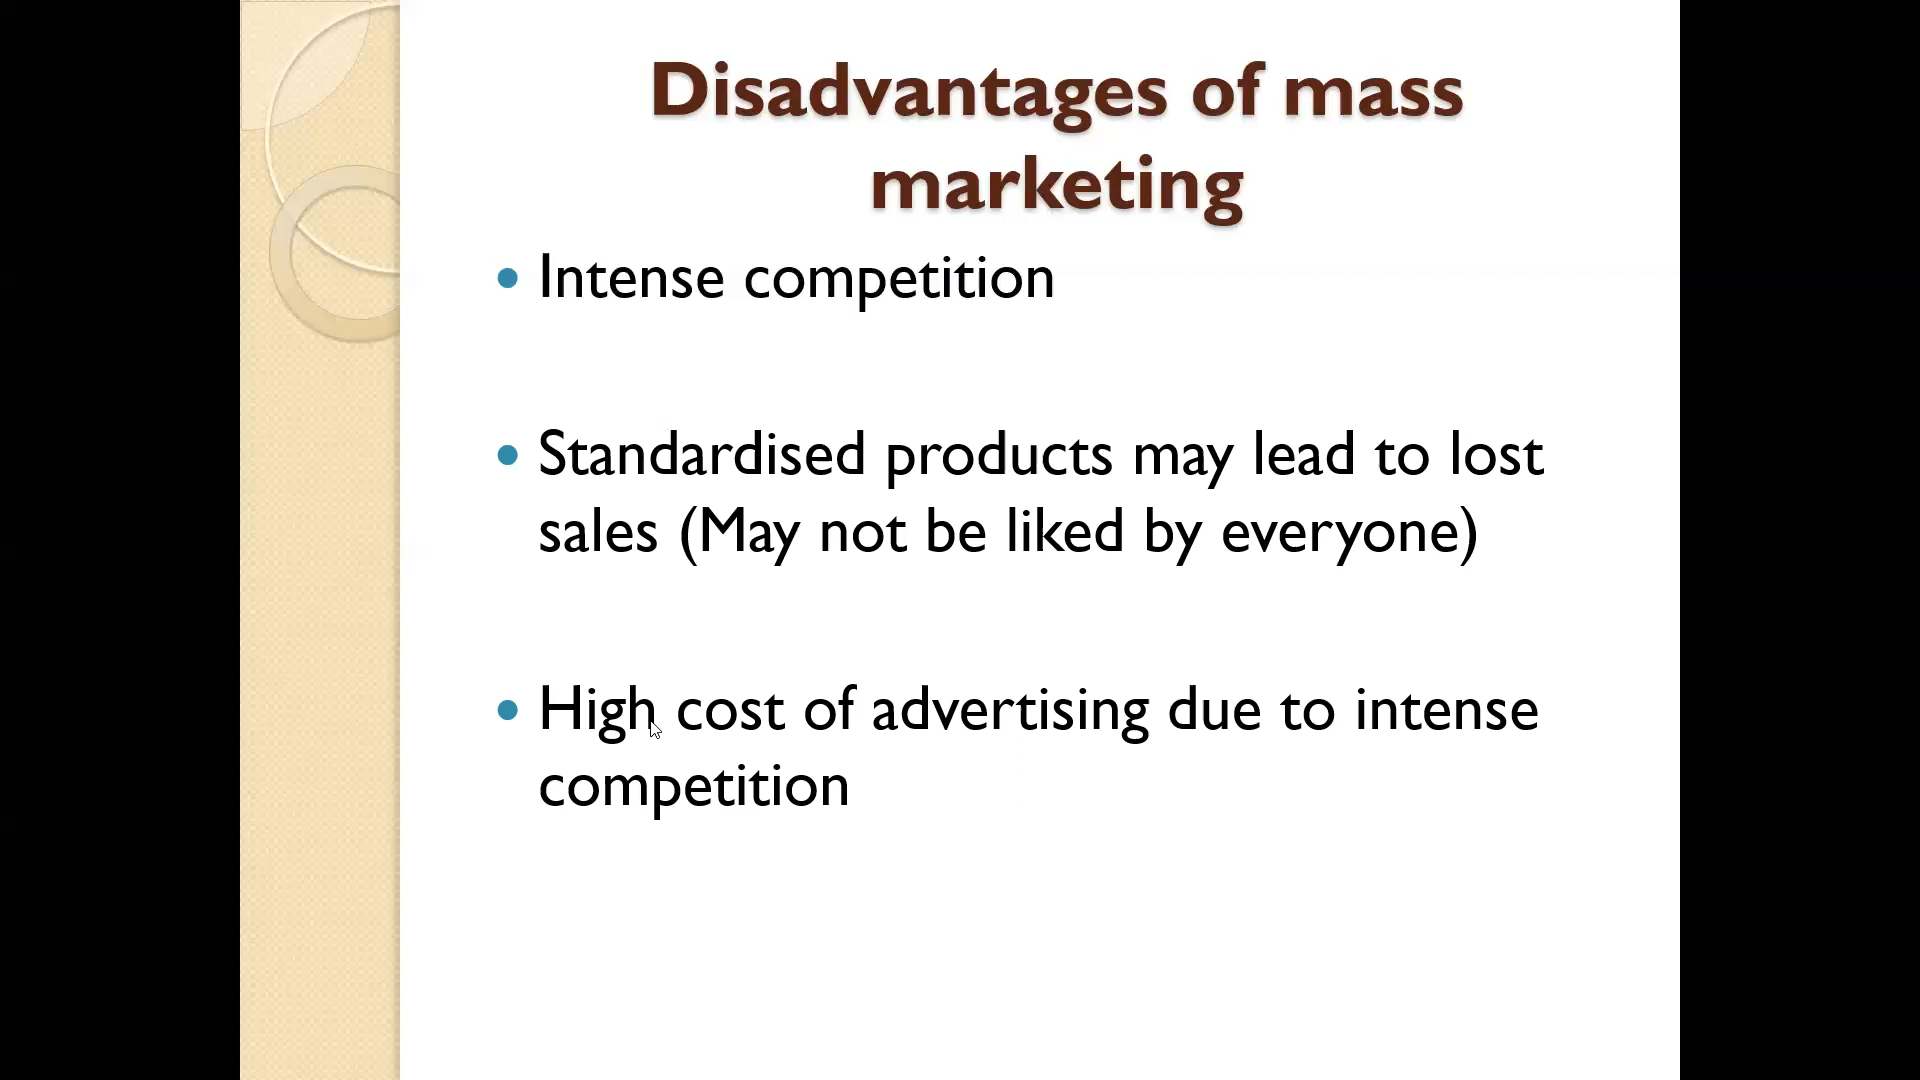 Disadvantages of mass
marketing
• Intense competition
• Standardised products may lead to lost
sales (May not be liked by everyone)
• High cost of advertising due to intense
competition